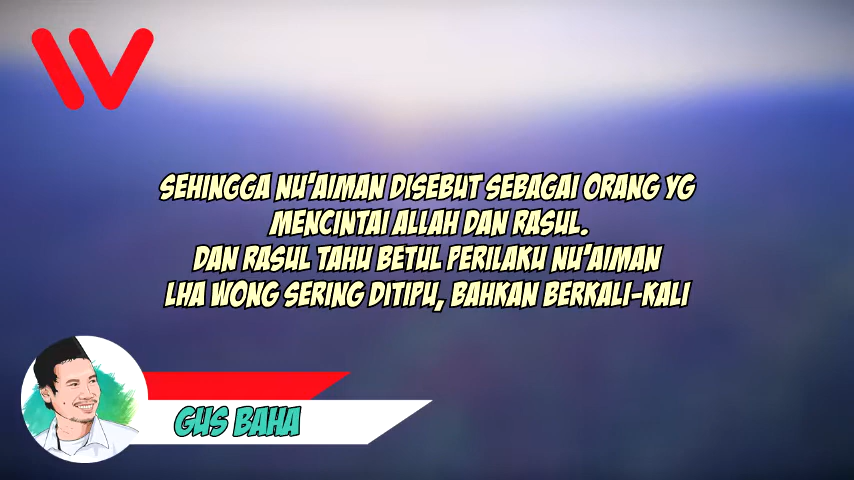 SEHINGGA NU'AIMAN DISEBUT SEBAGAI ORANG YG
MENCINTAI ALLAH DAN RASUL.
DAN RASUL TAHU BETUL PERILAKU NU'AIMAN
LHA WONG SERING DITIPU, BAHKAN BERKALI-KALI
GUS BAHA